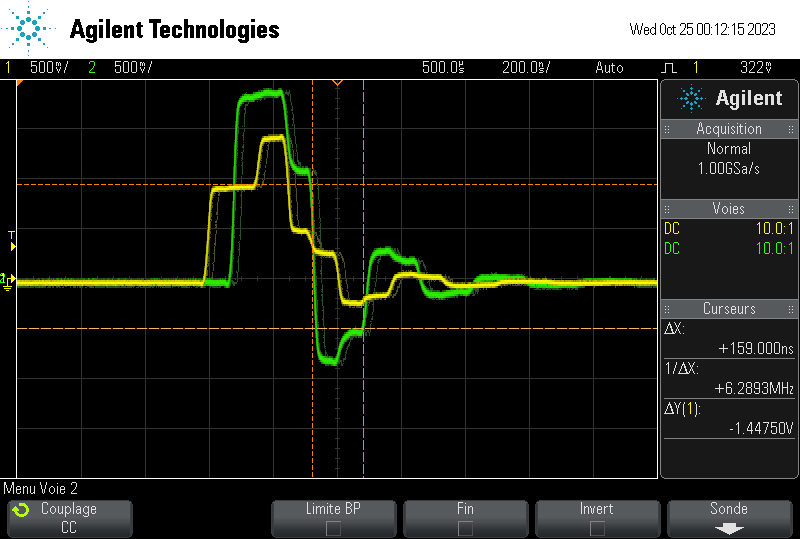 Agilent Technologies
Wed Oct 25 00:12:15 2023
1 500mV/ 2 500mV/ 500.0ns 200.0ns/ Auto 1 322mV
Agilent
Acquisition
Normal
1.00GSa/s
Voies
DC 10.0:1
DC 10.0:1
Curseurs
ΔX:
+159.000ns
1/ΔX:
+6.2893MHz
ΔY(1):
-1.44750V
T
2
Menu Voie 2
Couplage
CC
Limite BP
Fin
Invert
Sonde